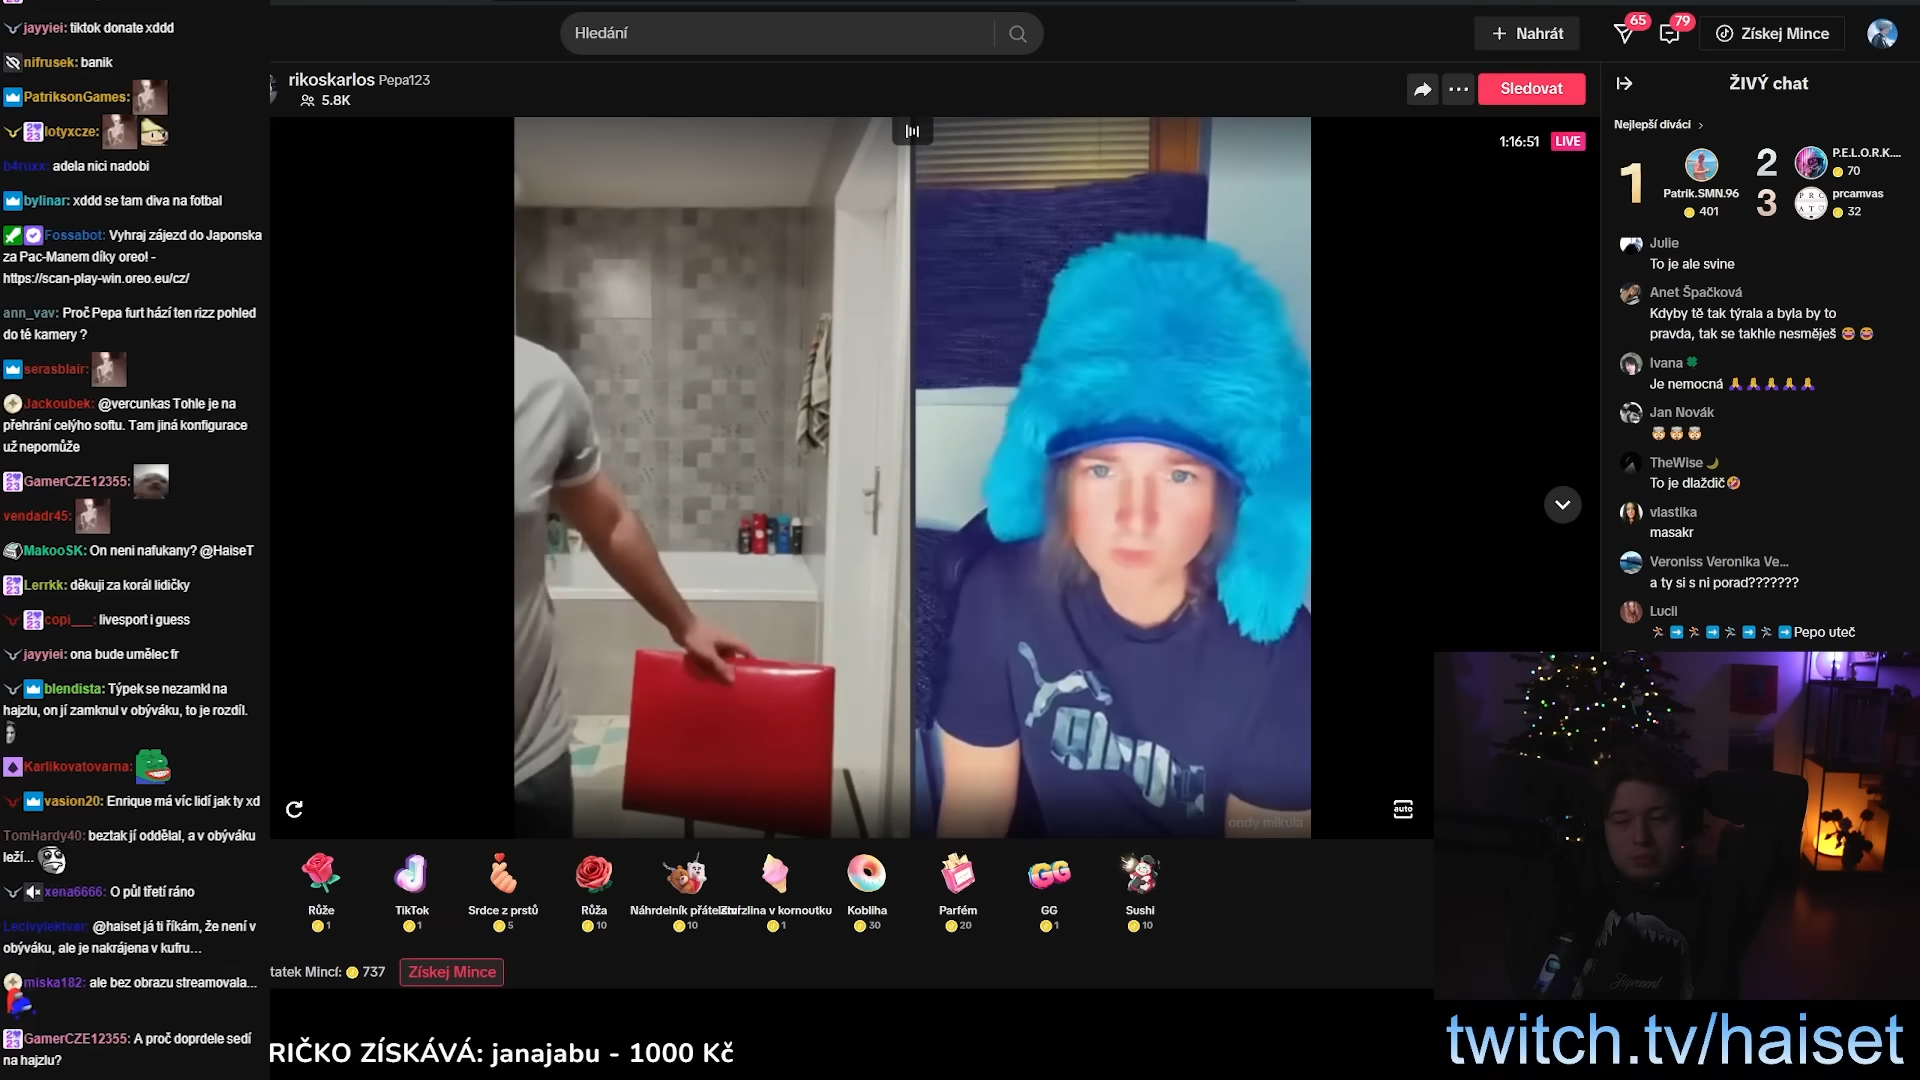 jayyiei: tiktok donate xddd
nifrusek: banik
PatriksonGames:
lotyxcze:
b4ruxx: adela nici nadobi
bylinar: xddd se tam diva na fotbal
Fossabot: Vyhraj zájezd do Japonska
za Pac-Manem díky oreo! -
https://scan-play-win.oreo.eu/cz/
ann_vav: Proč Pepa furt hází ten rizz pohled
do té kamery ?
serasblair:
Jackoubek: @vercunkas Tohle je na
přehrání celýho softu. Tam jiná konfigurace
už nepomůže
GamerCZE12355:
vendadr45:
MakooSK: On neni nafukany? @HaiseT
Lerrkk: děkuji za korál lidičky
copi___: livesport i guess
jayyiei: ona bude umělec fr
blendista: Týpek se nezamkl na
hajzlu, on jí zamknul v obýváku, to je rozdíl.
Karlikovatovarna:
vasion20: Enrique má víc lidí jak ty xd
TomHardy40: beztak jí oddělal, a v obýváku
leží...
xena6666: O půl třetí ráno
Lecivylektvar: @haiset já ti říkám, že není v
obýváku, ale je nakrájena v kufru...
miska182: ale bez obrazu streamovala...
GamerCZE12355: A proč doprdele sedí
na hajzlu?
Hledání
Nahrát
65
79
Získej Mince
rikoskarlos Pepa123
5.8K
Sledovat
1:16:51 LIVE
PUMA
ondy mikula
auto
Růže
1
TikTok
1
Srdce z prstů
5
Růža
10
Náhrdelník
10
Zmrzlina v kornoutku
1
Kobliha
30
Parfém
20
GG
GG
1
Sushi
10
tatek Mincí: 737 Získej Mince
RIČKO ZÍSKÁVÁ: janajabu - 1000 Kč
ŽIVÝ chat
Nejlepší diváci
1
Patrik.SMN.96
401
2
P.E.L.O.R.K....
70
3
prcamvas
32
Julie
To je ale svine
Anet Špačková
Kdyby tě tak týrala a byla by to
pravda, tak se takhle nesměješ
Ivana
Je nemocná
Jan Novák
TheWise
To je dlaždič
vlastika
masakr
Veroniss Veronika Ve...
a ty si s ni porad???????
Lucil
Pepo uteč
twitch.tv/haiset